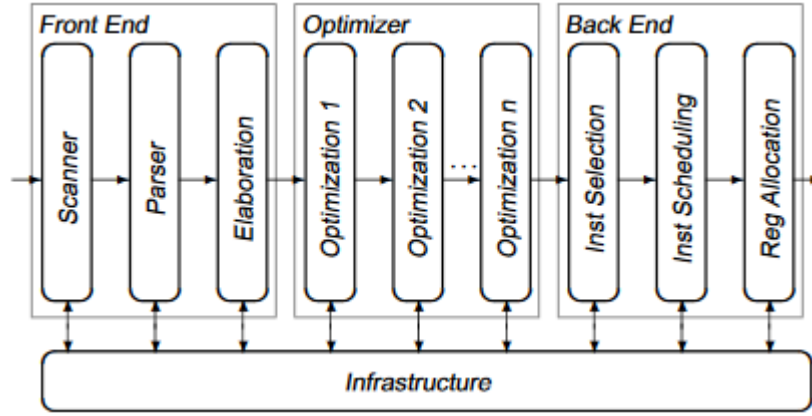 Front End
Optimizer
Back End
Scanner
Parser
Elaboration
Optimization 1
Optimization 2
...
Optimization n
Inst Selection
Inst Scheduling
Reg Allocation
Infrastructure